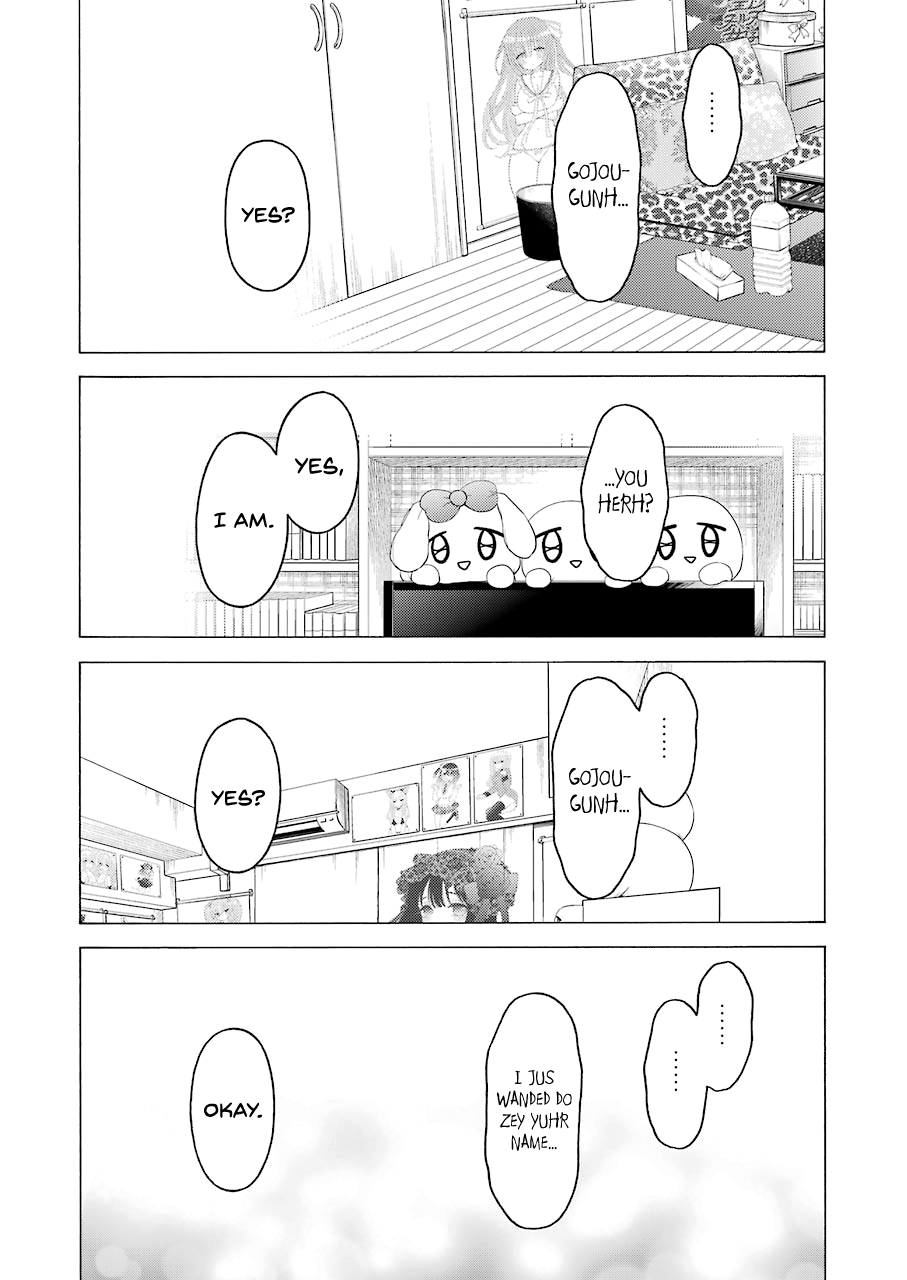 ......
GOJOU-
GUNH...
YES?
...YOU
HERH?
YES,
I AM.
......
GOJOU-
GUNH...
YES?
......
......
I JUS
WANDED DO
ZEY YUHR
NAME...
OKAY.